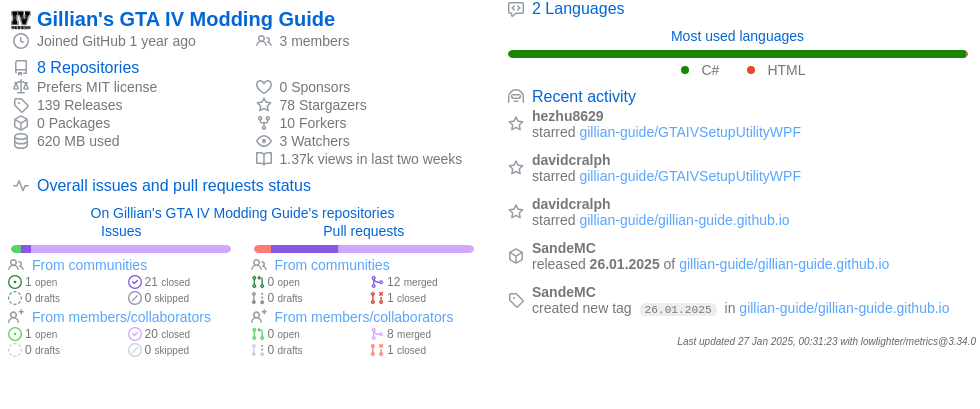 Gillian's GTA IV Modding Guide
Joined GitHub 1 year ago
3 members
8 Repositories
Prefers MIT license
0 Sponsors
139 Releases
78 Stargazers
0 Packages
10 Forkers
620 MB used
3 Watchers
1.37k views in last two weeks
Overall issues and pull requests status
On Gillian's GTA IV Modding Guide's repositories
Issues
Pull requests
From communities
From communities
1 open
21 closed
0 open
12 merged
0 drafts
0 skipped
0 drafts
1 closed
From members/collaborators
From members/collaborators
1 open
20 closed
0 open
8 merged
0 drafts
0 skipped
0 drafts
1 closed
2 Languages
Most used languages
C#
HTML
Recent activity
hezhu8629
starred gillian-guide/GTAIVSetupUtilityWPF
davidcralph
starred gillian-guide/GTAIVSetupUtilityWPF
davidcralph
starred gillian-guide/gillian-guide.github.io
SandeMC
released 26.01.2025 of gillian-guide/gillian-guide.github.io
SandeMC
created new tag 26.01.2025 in gillian-guide/gillian-guide.github.io
Last updated 27 Jan 2025, 00:31:23 with lowlighter/metrics@3.34.0